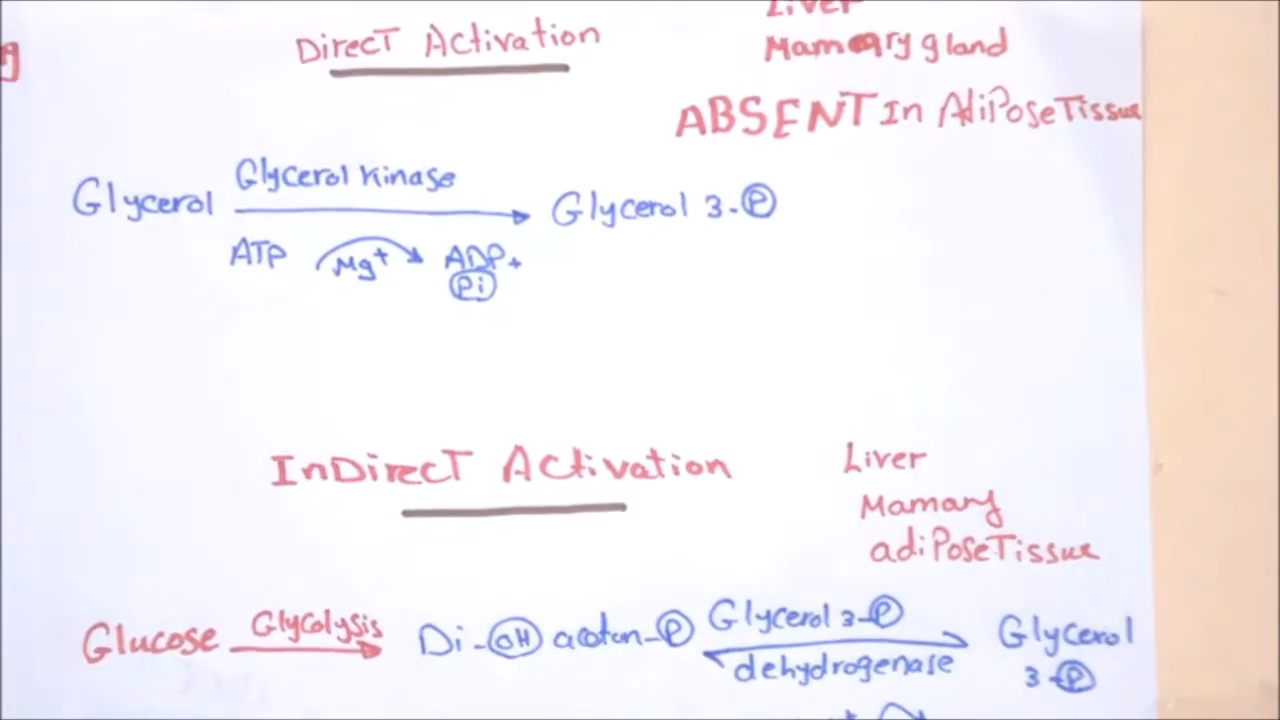 Direct Activation
Liver
Mamary gland
ABSENT In AdiPose Tissue
Glycerol Glycerol Kinase Glycerol 3-P
ATP Mg+ ADP+
Pi
InDirect Activation
Liver
Mamary
adiPose Tissue
Glucose Glycolysis Di-OH aceton-P Glycerol 3-P dehydrogenase Glycerol
3-P